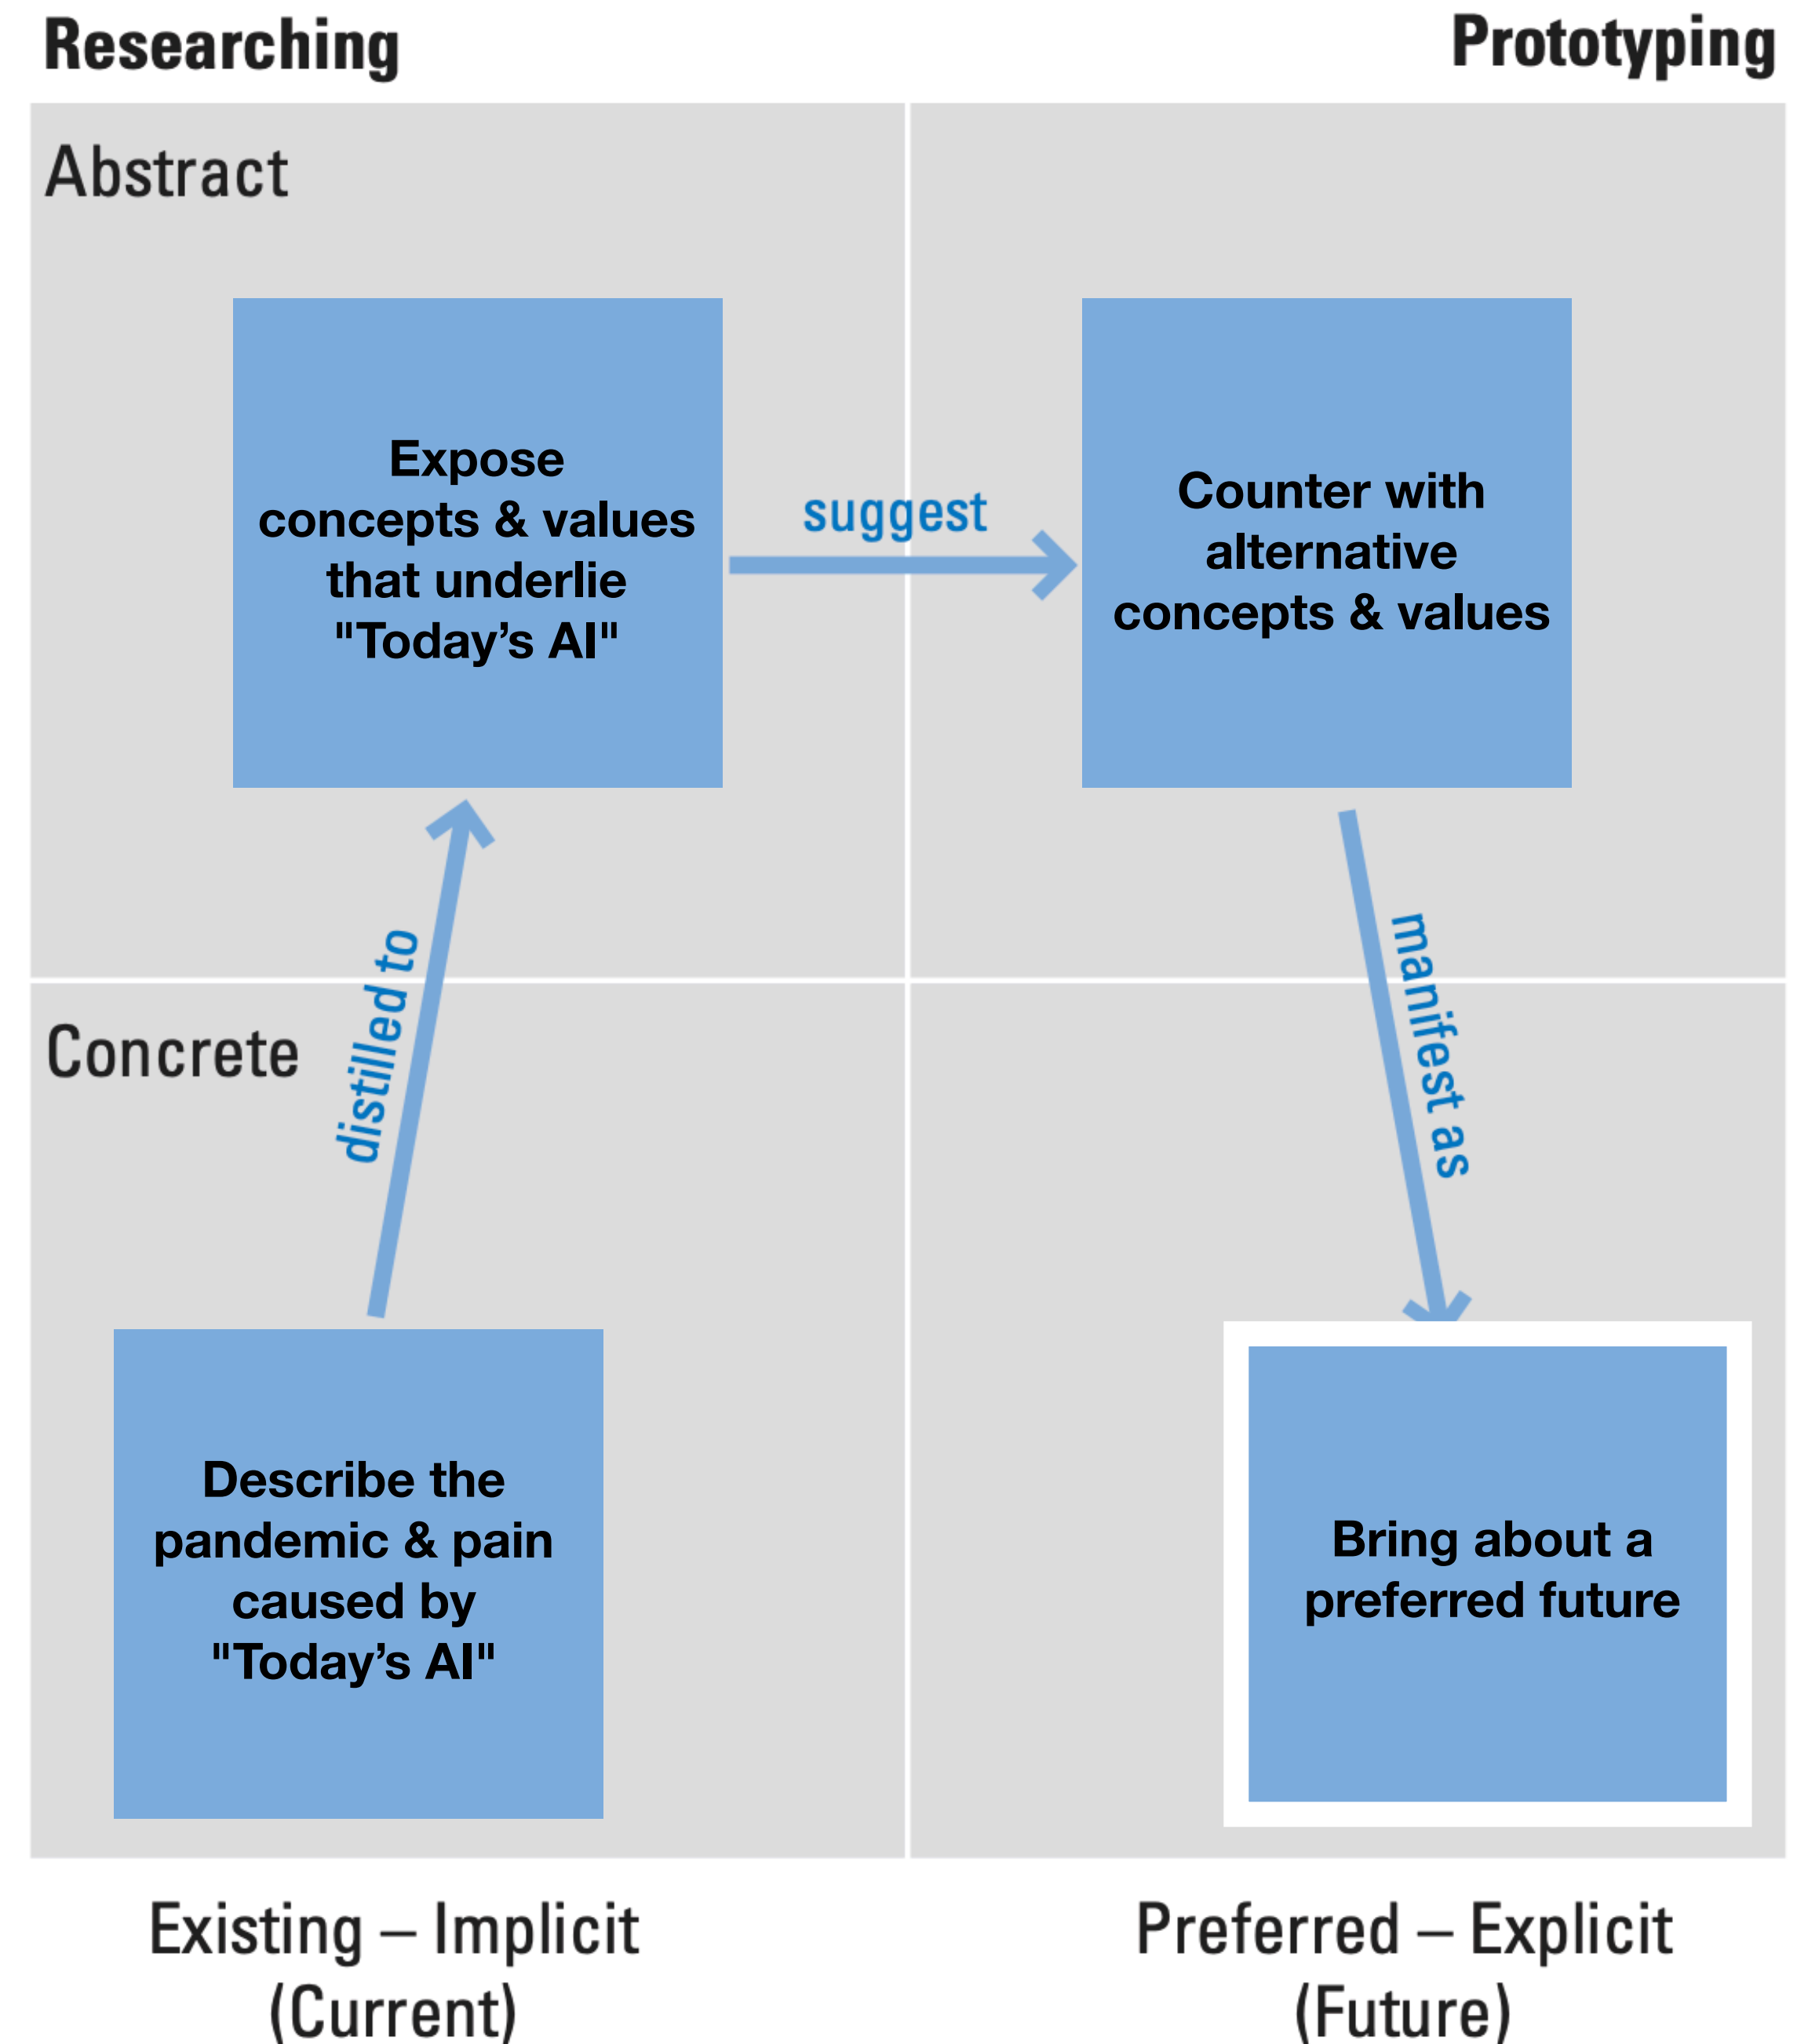 Researching
Prototyping
Abstract
Expose
concepts & values
that underlie
"Today’s AI"
suggest
Counter with
alternative
concepts & values
distilled to
manifest as
Concrete
Describe the
pandemic & pain
caused by
"Today’s AI"
Bring about a
preferred future
Existing – Implicit
(Current)
Preferred – Explicit
(Future)